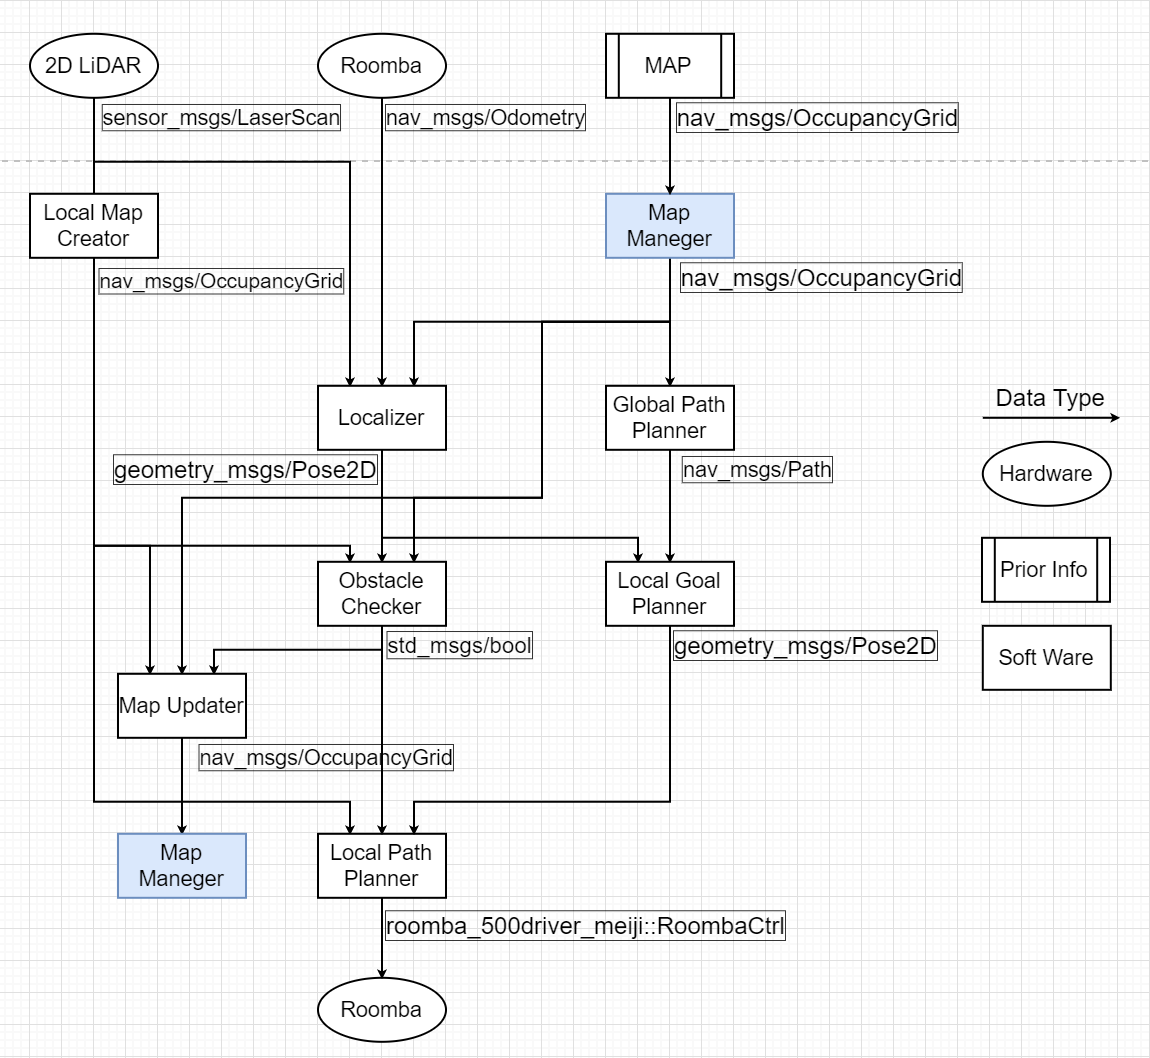 2D LiDAR
Roomba
MAP
sensor_msgs/LaserScan
nav_msgs/Odometry
nav_msgs/OccupancyGrid
Local Map
Creator
Map
Maneger
nav_msgs/OccupancyGrid
nav_msgs/OccupancyGrid
Localizer
Global Path
Planner
Data Type
geometry_msgs/Pose2D
nav_msgs/Path
Hardware
Obstacle
Checker
Local Goal
Planner
Prior Info
std_msgs/bool
geometry_msgs/Pose2D
Soft Ware
Map Updater
nav_msgs/OccupancyGrid
Map
Maneger
Local Path
Planner
roomba_500driver_meiji::RoombaCtrl
Roomba